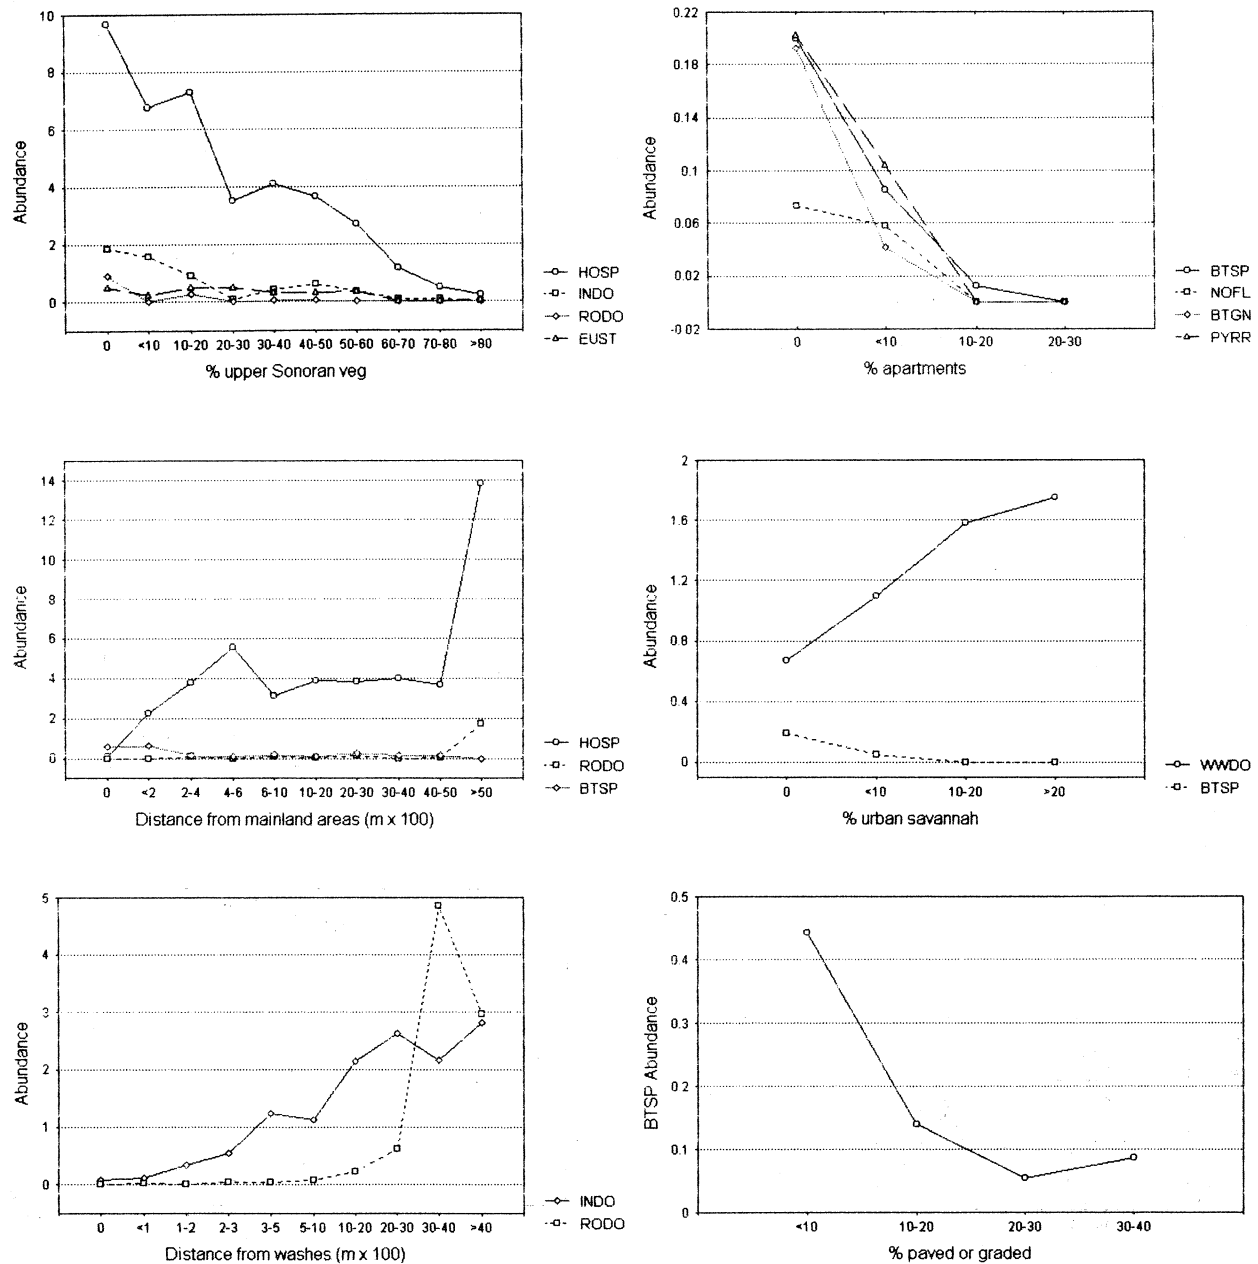 10
8
6
4
2
0
Abundance
0 <10 10-20 20-30 30-40 40-50 50-60 60-70 70-80 >80
% upper Sonoran veg
HOSP
INDO
RODO
EUST
0.22
0.18
0.14
0.1
0.06
0.02
-0.02
Abundance
0 <10 10-20 20-30
% apartments
BTSP
NOFL
BTGN
PYRR
14
12
10
8
6
4
2
0
Abundance
0 <2 2-4 4-6 6-10 10-20 20-30 30-40 40-50 >50
Distance from mainland areas (m x 100)
HOSP
RODO
BTSP
2
1.6
1.2
0.8
0.4
0
Abundance
0 <10 10-20 >20
% urban savannah
WWDO
BTSP
5
4
3
2
1
0
Abundance
0 <1 1-2 2-3 3-5 5-10 10-20 20-30 30-40 >40
Distance from washes (m x 100)
INDO
RODO
0.5
0.4
0.3
0.2
0.1
0
BTSP Abundance
<10 10-20 20-30 30-40
% paved or graded